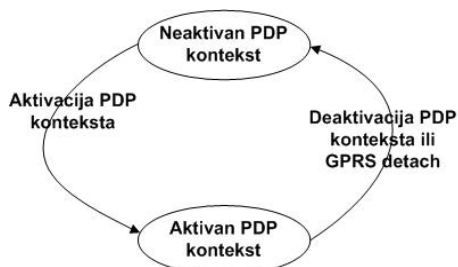 Neaktivan PDP
kontekst
Aktivacija PDP
konteksta
Deaktivacija PDP
konteksta ili
GPRS detach
Aktivan PDP
kontekst